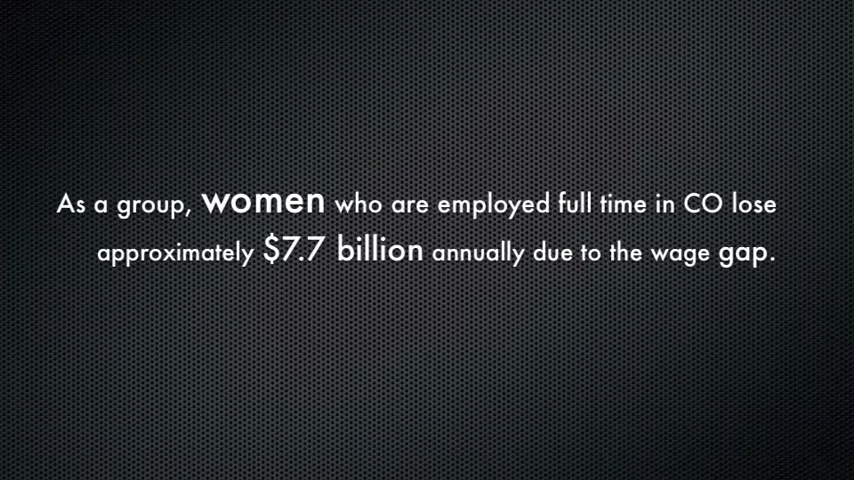 As a group, women who are employed full time in CO lose
approximately $7.7 billion annually due to the wage gap.